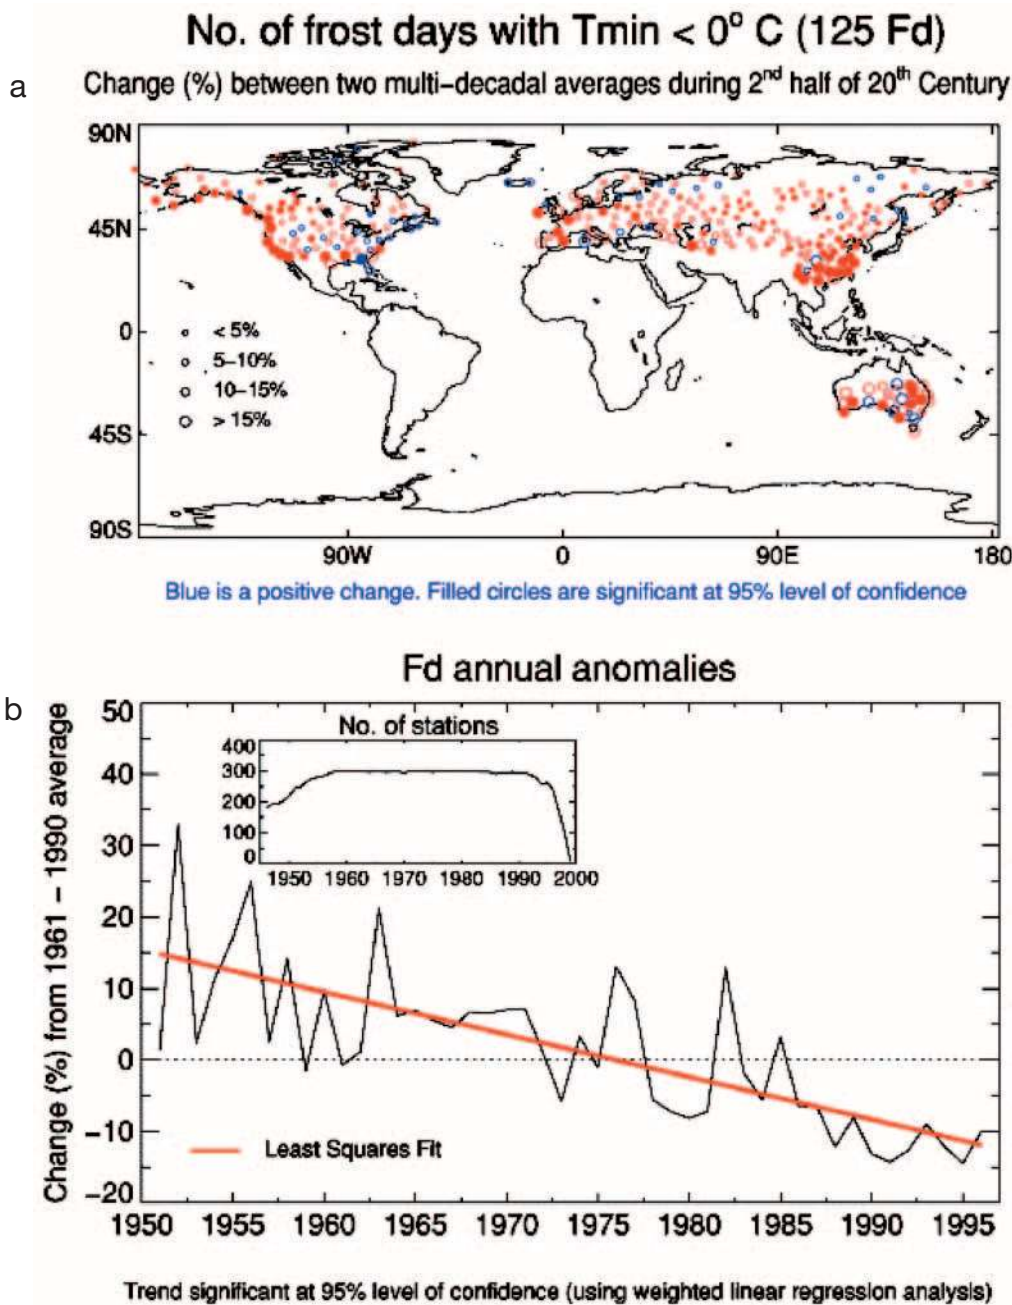 No. of frost days with Tmin < 0° C (125 Fd)
a
Change (%) between two multi-decadal averages during 2nd half of 20th Century
90N
45N
0
45S
90S
< 5%
5-10%
10-15%
> 15%
90W 0 90E 180
Blue is a positive change. Filled circles are significant at 95% level of confidence
Fd annual anomalies
b
Change (%) from 1961 - 1990 average
50
40
30
20
10
0
-10
-20
No. of stations
400
300
200
100
0
1950 1960 1970 1980 1990 2000
Least Squares Fit
1950 1955 1960 1965 1970 1975 1980 1985 1990 1995
Trend significant at 95% level of confidence (using weighted linear regression analysis)